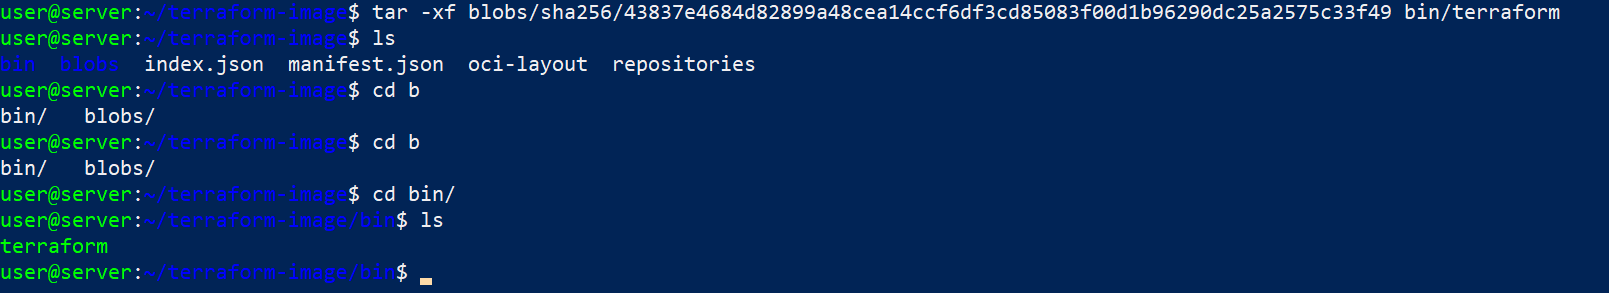 user@server:~/terraform-image$ tar -xf blobs/sha256/43837e4684d82899a48cea14ccf6df3cd85083f00d1b96290dc25a2575c33f49 bin/terraform
user@server:~/terraform-image$ ls
bin  blobs  index.json  manifest.json  oci-layout  repositories
user@server:~/terraform-image$ cd b
bin/   blobs/
user@server:~/terraform-image$ cd b
bin/   blobs/
user@server:~/terraform-image$ cd bin/
user@server:~/terraform-image/bin$ ls
terraform
user@server:~/terraform-image/bin$